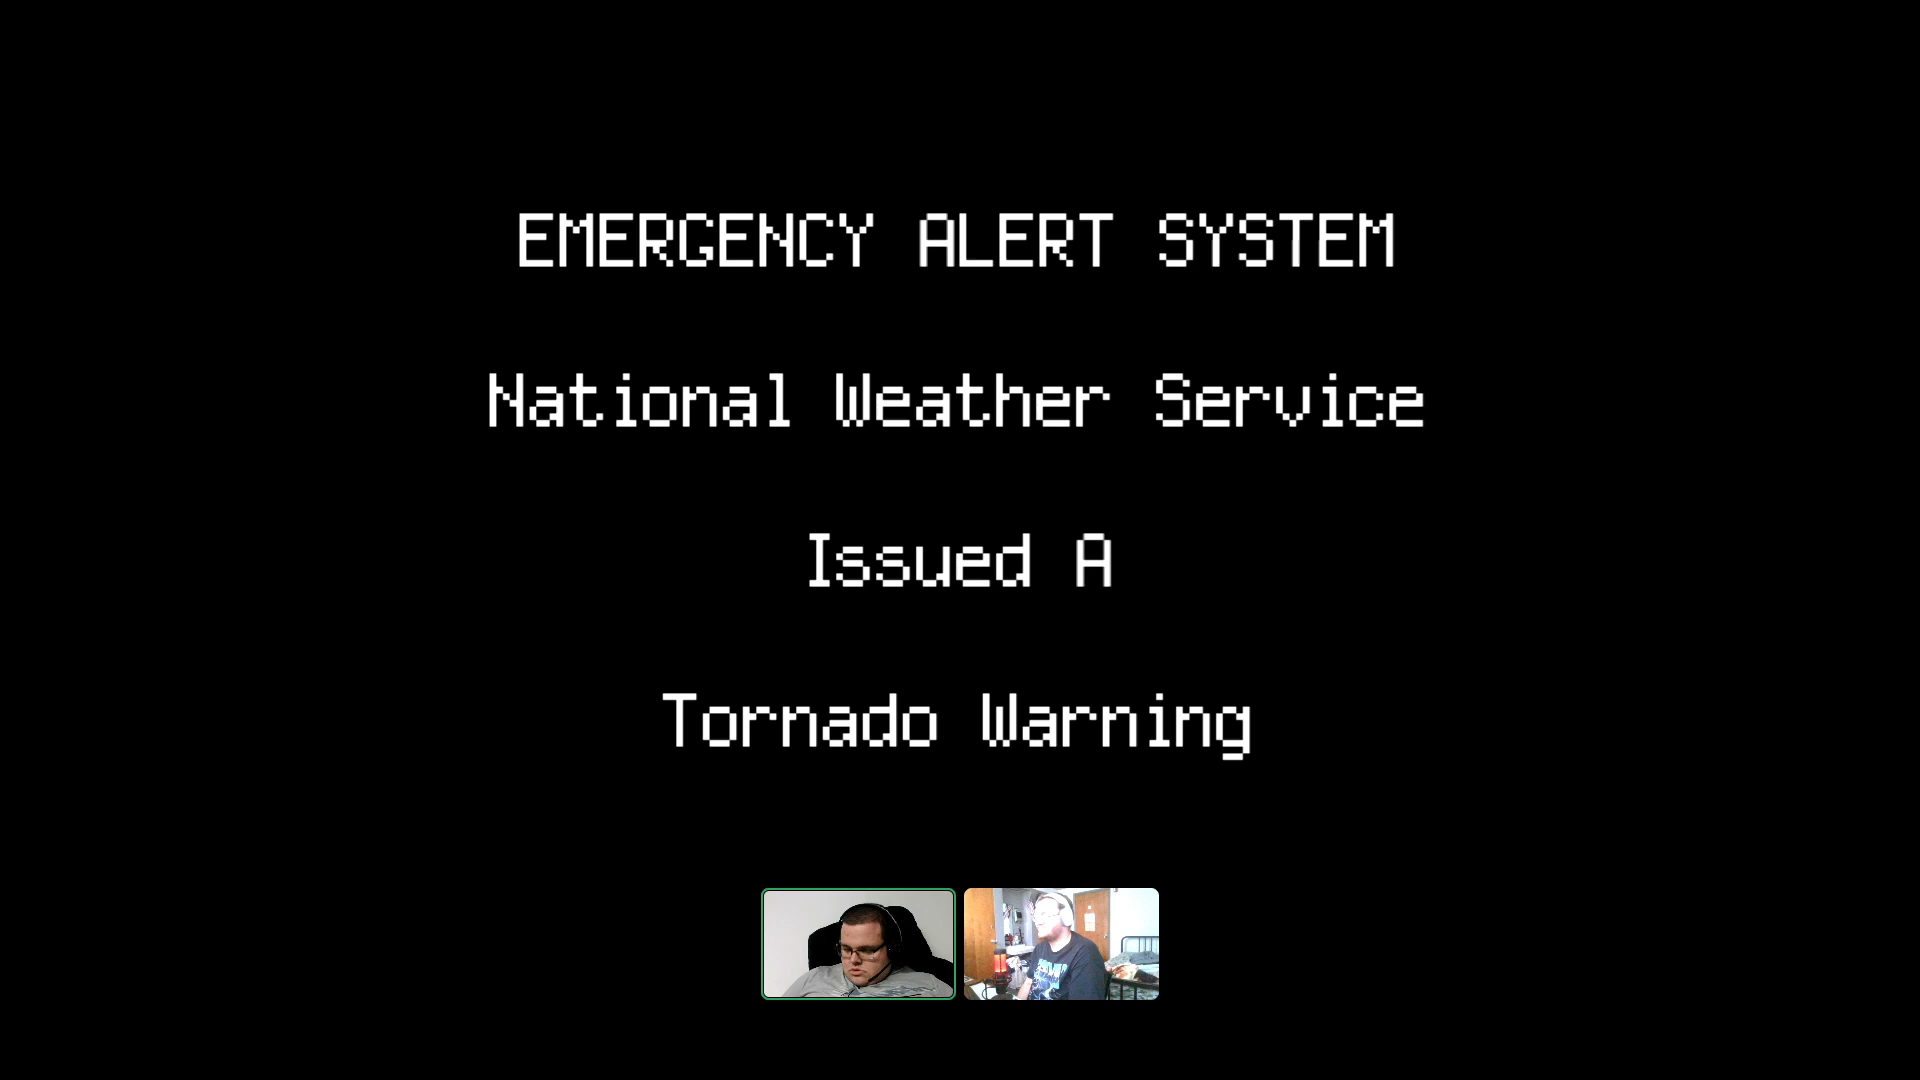 EMERGENCY ALERT SYSTEM
National Weather Service
Issued A
Tornado Warning